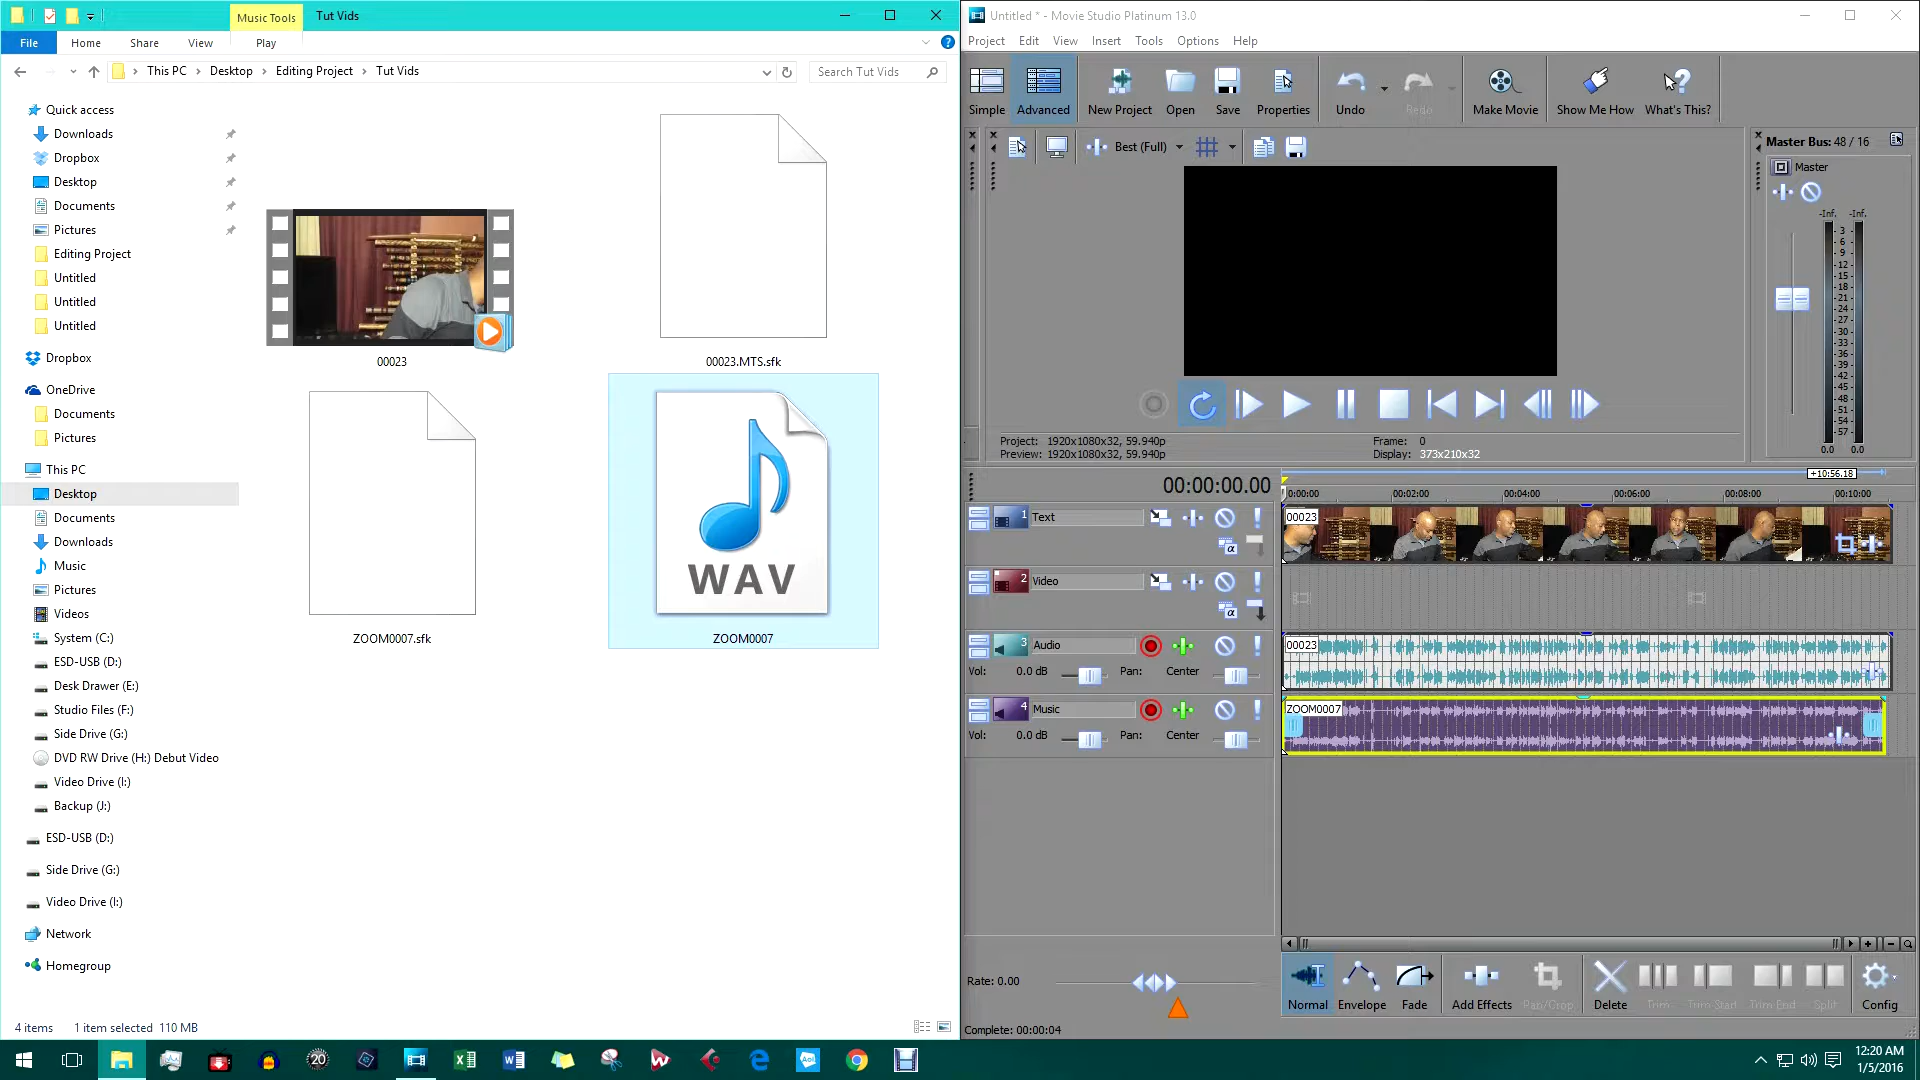 Music Tools
Tut Vids
File
Home
Share
View
Play
This PC
Desktop
Editing Project
Tut Vids
Search Tut Vids
Quick access
Downloads
Dropbox
Desktop
Documents
Pictures
Editing Project
Untitled
Untitled
Untitled
Dropbox
OneDrive
Documents
Pictures
This PC
Desktop
Documents
Downloads
Music
Pictures
Videos
System (C:)
ESD-USB (D:)
Desk Drawer (E:)
Studio Files (F:)
Side Drive (G:)
DVD RW Drive (H:) Debut Video
Video Drive (I:)
Backup (J:)
ESD-USB (D:)
Side Drive (G:)
Video Drive (I:)
Network
Homegroup
00023
00023.MTS.sfk
ZOOM0007.sfk
WAV
ZOOM0007
4 items
1 item selected 110 MB
Untitled * - Movie Studio Platinum 13.0
Project Edit View Insert Tools Options Help
Simple
Advanced
New Project
Open
Save
Properties
Undo
Redo
Make Movie
Show Me How
What's This?
Best (Full)
Project: 1920x1080x32, 59.940p
Preview: 1920x1080x32, 59.940p
Frame: 0
Display: 373x210x32
Master Bus: 48 / 16
Master
-Inf. -Inf.
3
6
9
12
15
18
21
24
27
30
33
36
39
42
45
48
51
54
57
0.0 0.0
+10:56.18
00:00:00.00
0:00:00
00:02:00
00:04:00
00:06:00
00:08:00
00:10:00
1 Text
00023
2 Video
3 Audio
Vol: 0.0 dB Pan: Center
00023
4 Music
Vol: 0.0 dB Pan: Center
ZOOM0007
Rate: 0.00
Complete: 00:00:04
Normal
Envelope
Fade
Add Effects
Pan/Crop
Delete
Trim
Trim Start
Trim End
Split
Config
20
Aol
12:20 AM
1/5/2016